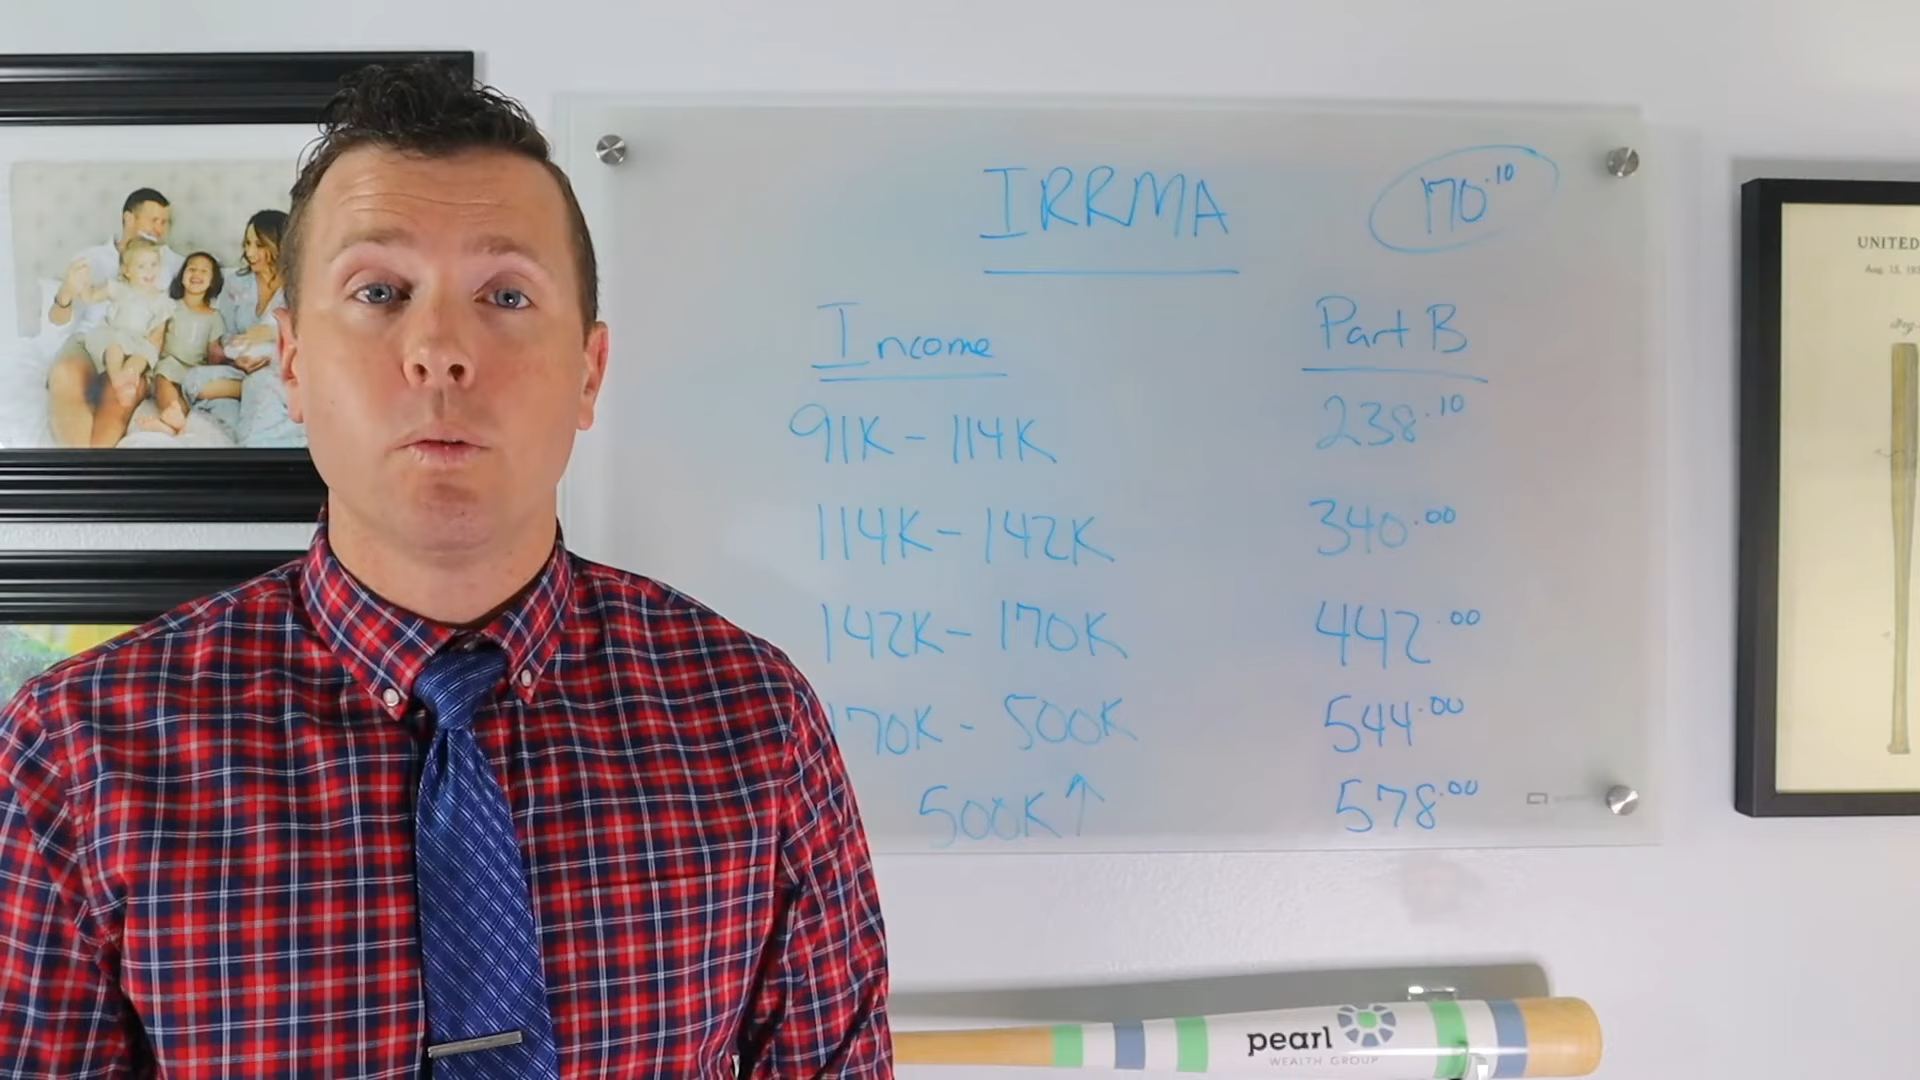 IRRMA 170.10
Income Part B
91K - 114K 238.10
114K - 142K 340.00
142K - 170K 442.00
170K - 500K 544.00
500K↑ 578.00
UNITED
pearl
WEALTH GROUP